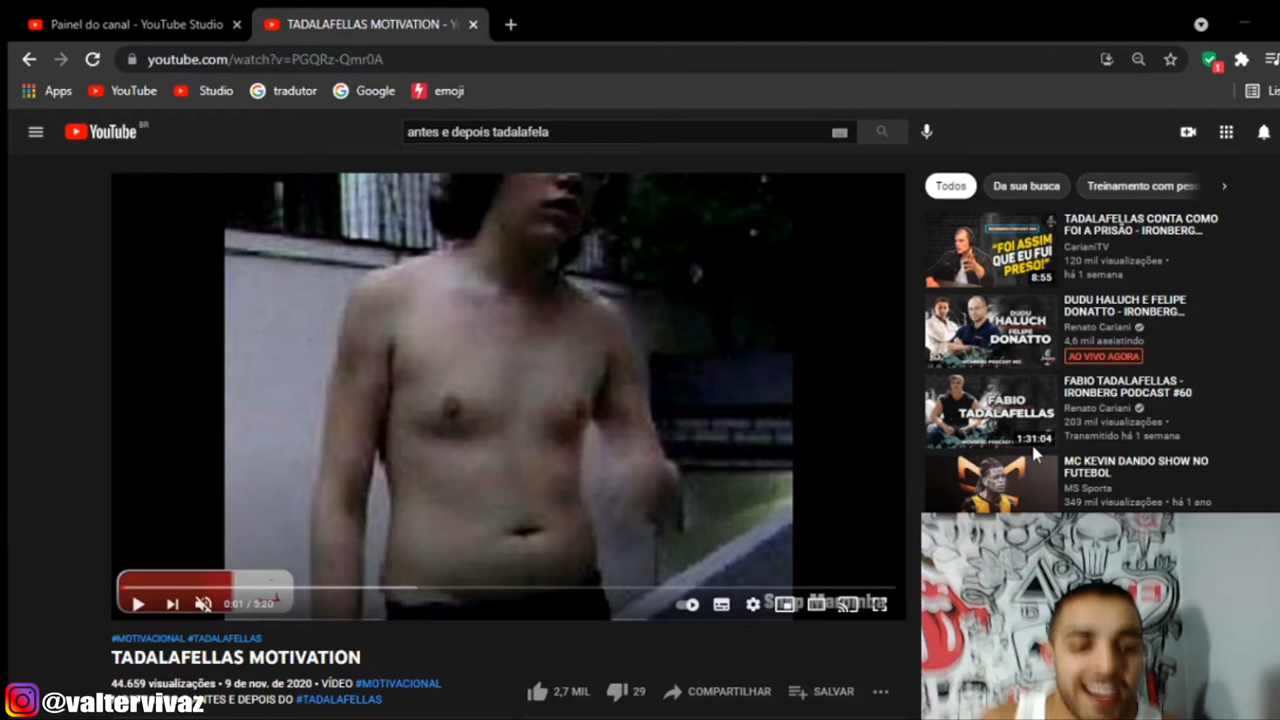 Painel do canal - YouTube Studio
TADALAFELLAS MOTIVATION - Yo
youtube.com/watch?v=PGQRz-Qmr0A
1
Apps
YouTube
Studio
tradutor
Google
emoji
Lis
YouTube BR
antes e depois tadalafela
Todos
Da sua busca
Treinamento com peso
TADALAFELLAS CONTA COMO
FOI A PRISÃO - IRONBERG...
CarianiTV
120 mil visualizações •
há 1 semana
"FOI ASSIM
QUE EU FUI
PRESO!"
8:55
DUDU HALUCH E FELIPE
DONATTO - IRONBERG...
Renato Cariani
4,6 mil assistindo
AO VIVO AGORA
DUDU
HALUCH
FELIPE
DONATTO
FABIO TADALAFELLAS -
IRONBERG PODCAST #60
Renato Cariani
203 mil visualizações •
Transmitido há 1 semana
FÁBIO
TADALAFELLAS
1:31:04
MC KEVIN DANDO SHOW NO
FUTEBOL
MS Sports
349 mil visualizações • há 1 ano
0:01 / 5:20
#MOTIVACIONAL #TADALAFELLAS
TADALAFELLAS MOTIVATION
44.659 visualizações • 9 de nov. de 2020 • VÍDEO #MOTIVACIONAL
ANTES E DEPOIS DO #TADALAFELLAS
2,7 MIL
29
COMPARTILHAR
SALVAR
@valtervivaz